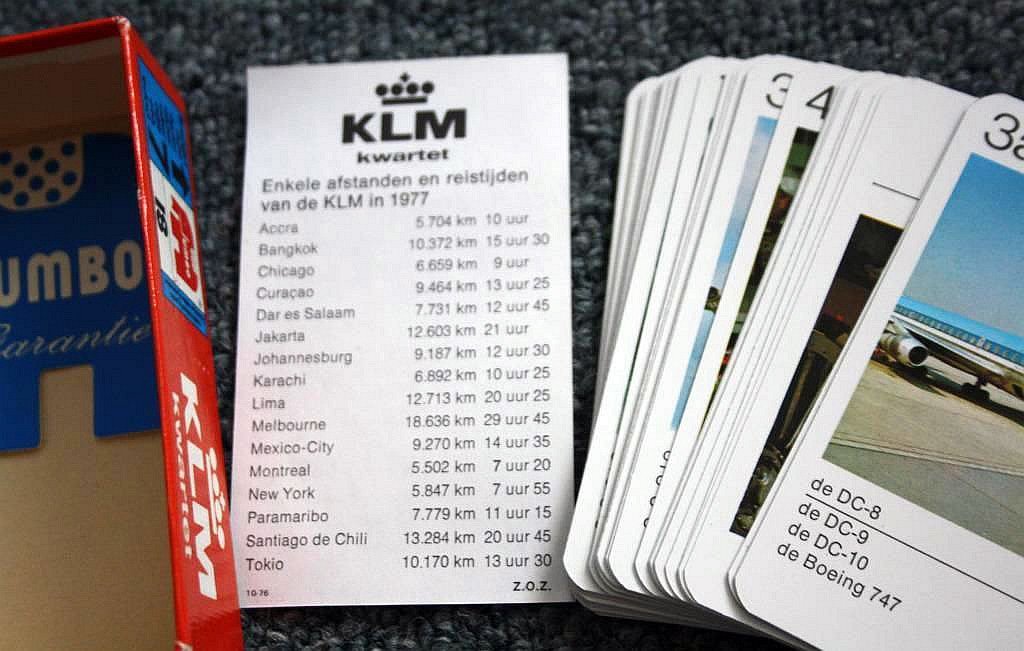 UMBO
Garantie
KLM
kwartet
KLM
kwartet
Enkele afstanden en reistijden
van de KLM in 1977
Accra 5.704 km 10 uur
Bangkok 10.372 km 15 uur 30
Chicago 6.659 km 9 uur
Curaçao 9.464 km 13 uur 25
Dar es Salaam 7.731 km 12 uur 45
Jakarta 12.603 km 21 uur
Johannesburg 9.187 km 12 uur 30
Karachi 6.892 km 10 uur 25
Lima 12.713 km 20 uur 25
Melbourne 18.636 km 29 uur 45
Mexico-City 9.270 km 14 uur 35
Montreal 5.502 km 7 uur 20
New York 5.847 km 7 uur 55
Paramaribo 7.779 km 11 uur 15
Santiago de Chili 13.284 km 20 uur 45
Tokio 10.170 km 13 uur 30
10-76 z.o.z.
3
4
3a
de DC-8
de DC-9
de DC-10
de Boeing 747